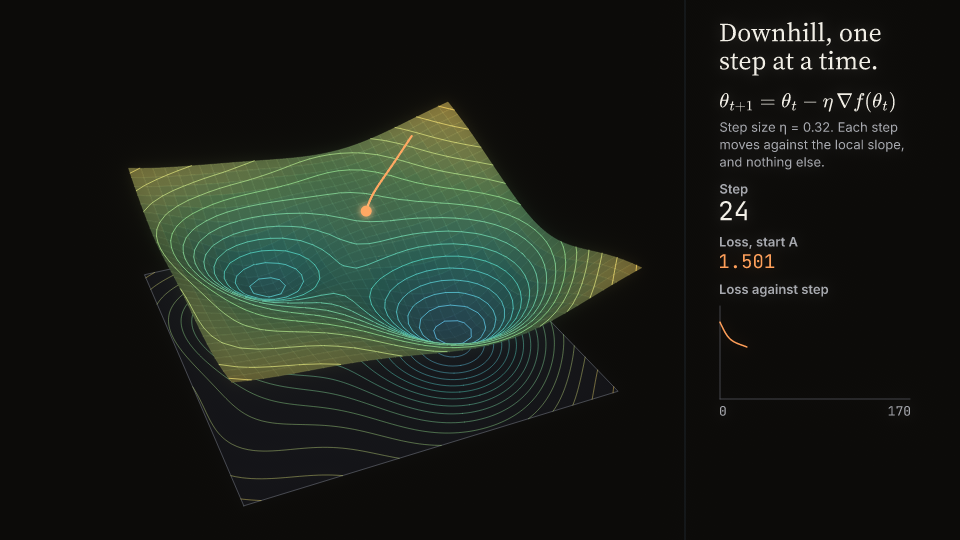 Downhill, one
step at a time.
θ_{t+1} = θ_t − η ∇f(θ_t)
Step size η = 0.32. Each step
moves against the local slope,
and nothing else.
Step
24
Loss, start A
1.501
Loss against step
0 170